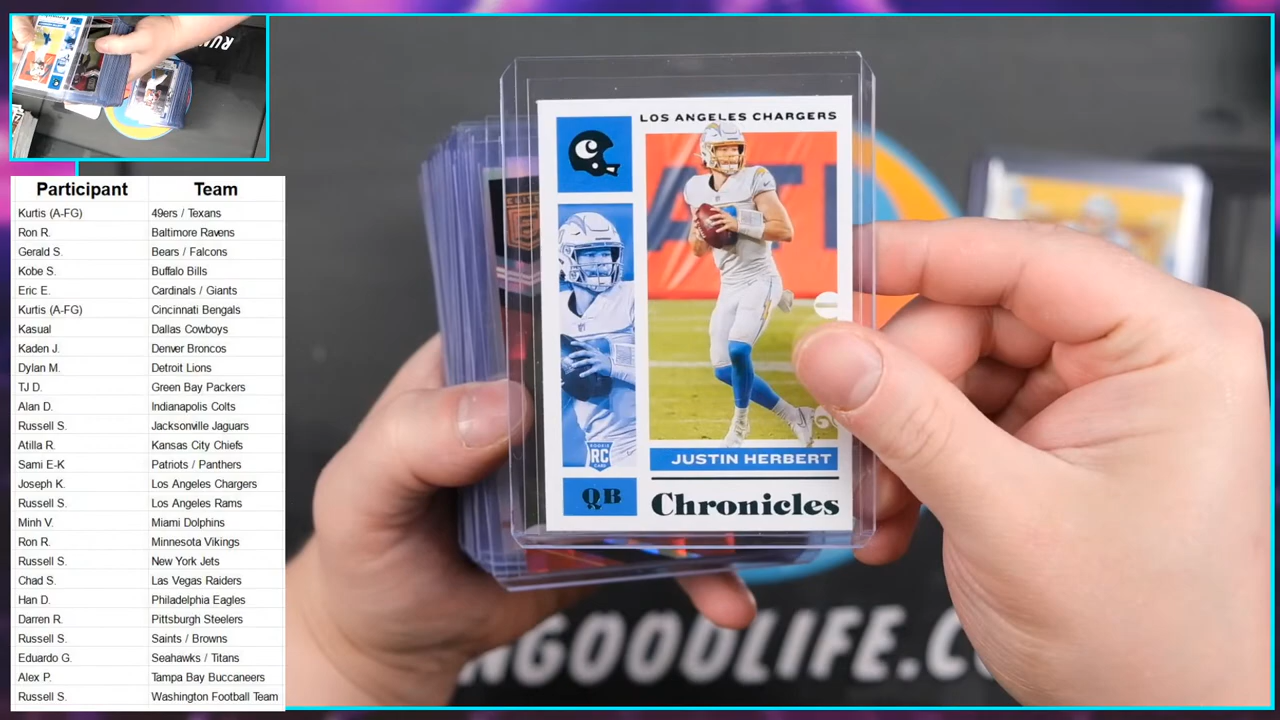 Participant Team
Kurtis (A-FG) 49ers / Texans
Ron R. Baltimore Ravens
Gerald S. Bears / Falcons
Kobe S. Buffalo Bills
Eric E. Cardinals / Giants
Kurtis (A-FG) Cincinnati Bengals
Kasual Dallas Cowboys
Kaden J. Denver Broncos
Dylan M. Detroit Lions
TJ D. Green Bay Packers
Alan D. Indianapolis Colts
Russell S. Jacksonville Jaguars
Atilla R. Kansas City Chiefs
Sami E-K Patriots / Panthers
Joseph K. Los Angeles Chargers
Russell S. Los Angeles Rams
Minh V. Miami Dolphins
Ron R. Minnesota Vikings
Russell S. New York Jets
Chad S. Las Vegas Raiders
Han D. Philadelphia Eagles
Darren R. Pittsburgh Steelers
Russell S. Saints / Browns
Eduardo G. Seahawks / Titans
Alex P. Tampa Bay Buccaneers
Russell S. Washington Football Team
LOS ANGELES CHARGERS
C
ROOKIE
RC
CARD
JUSTIN HERBERT
QB
Chronicles